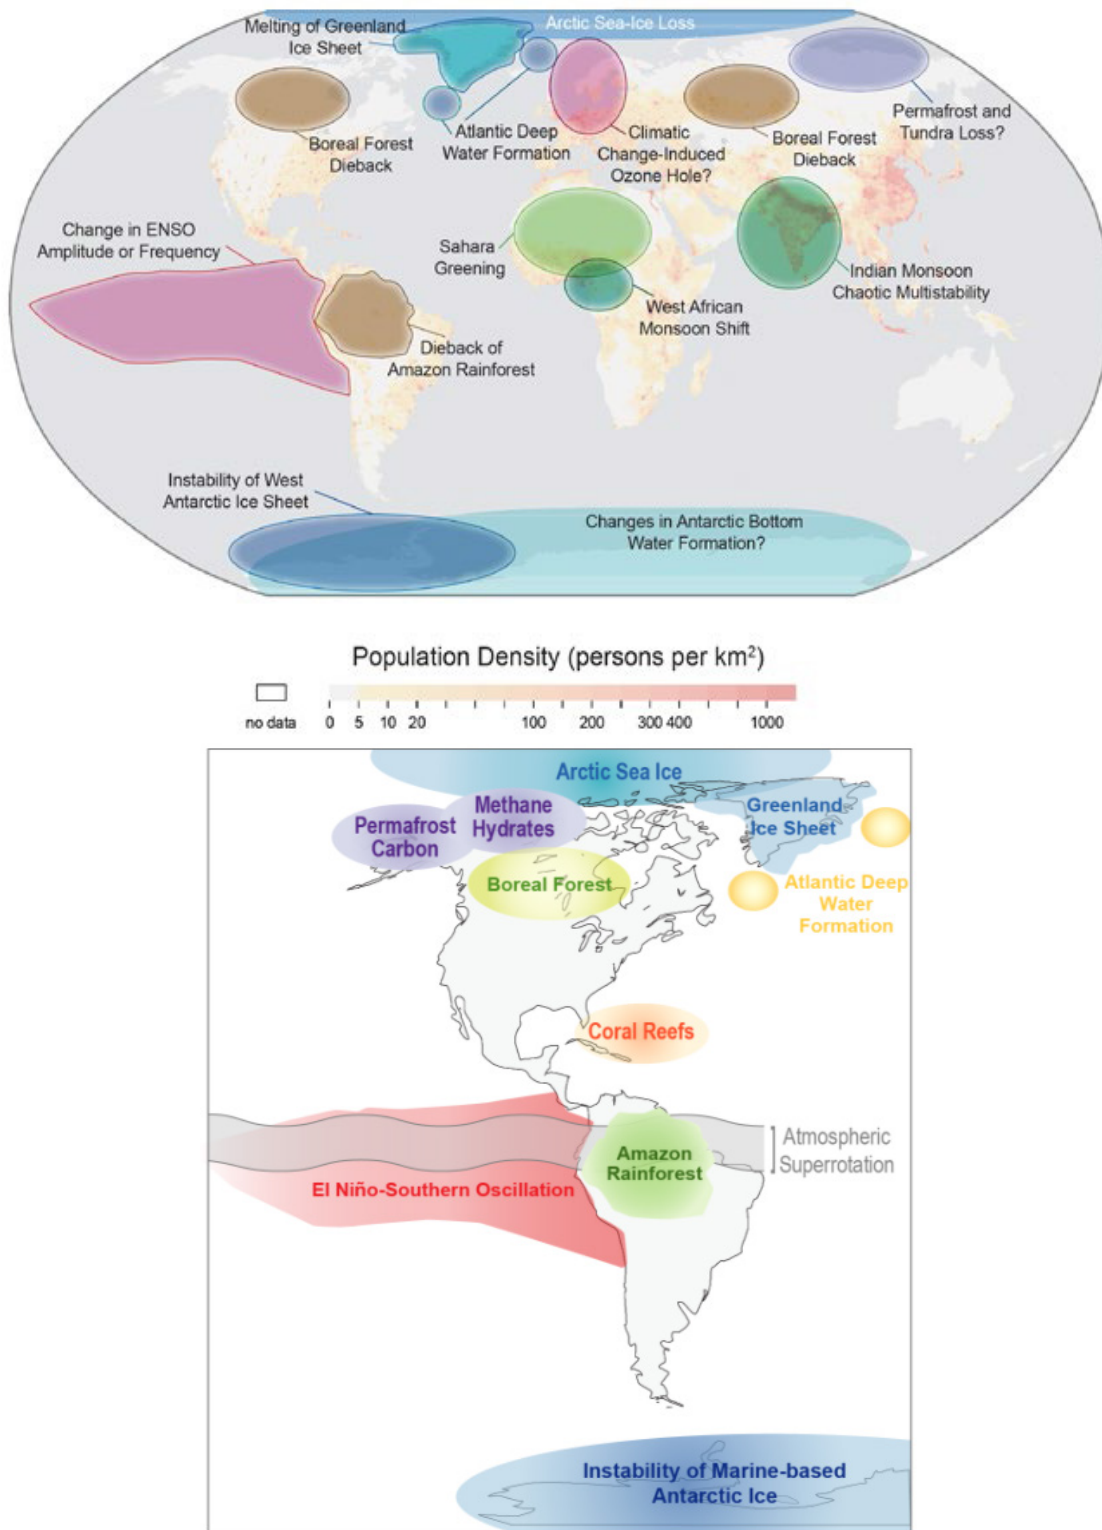 Arctic Sea-Ice Loss
Melting of Greenland
Ice Sheet
Boreal Forest
Dieback
Atlantic Deep
Water Formation
Climatic
Change-Induced
Ozone Hole?
Boreal Forest
Dieback
Permafrost and
Tundra Loss?
Change in ENSO
Amplitude or Frequency
Sahara
Greening
Indian Monsoon
Chaotic Multistability
West African
Monsoon Shift
Dieback of
Amazon Rainforest
Instability of West
Antarctic Ice Sheet
Changes in Antarctic Bottom
Water Formation?
Population Density (persons per km²)
no data 0 5 10 20 100 200 300 400 1000
Arctic Sea Ice
Methane
Hydrates
Permafrost
Carbon
Greenland
Ice Sheet
Boreal Forest
Atlantic Deep
Water
Formation
Coral Reefs
Atmospheric
Superrotation
Amazon
Rainforest
El Niño-Southern Oscillation
Instability of Marine-based
Antarctic Ice